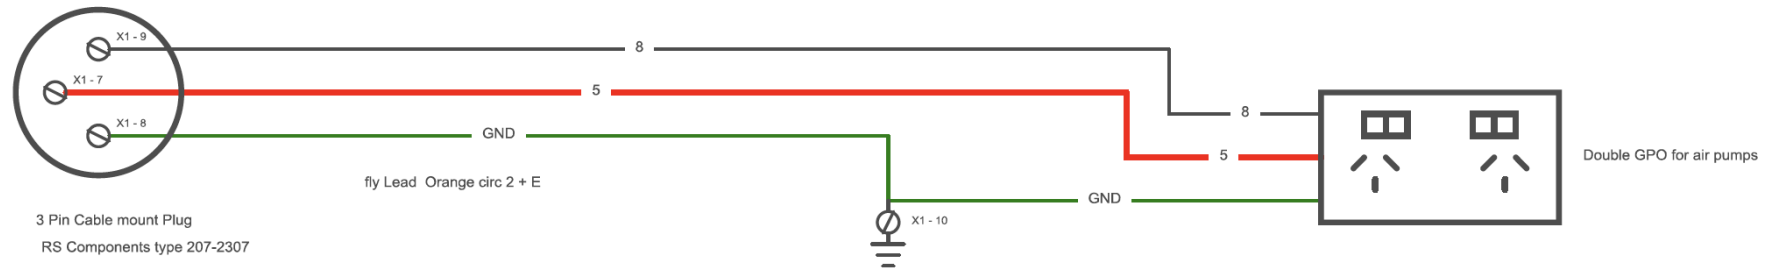 X1 - 9
8
X1 - 7
5
X1 - 8
GND
8
5
Double GPO for air pumps
fly Lead  Orange circ 2 + E
GND
3 Pin Cable mount Plug
X1 - 10
RS Components type 207-2307